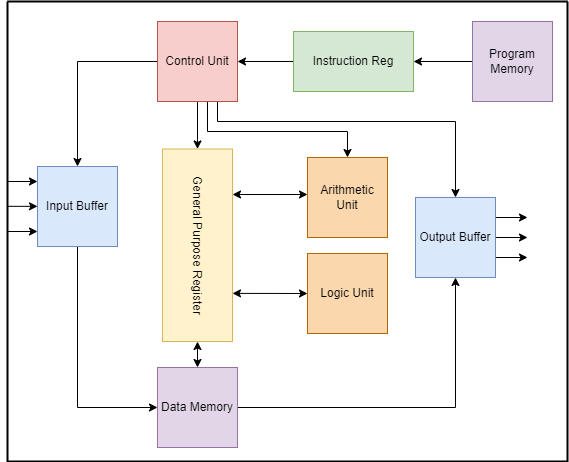 Control Unit
Instruction Reg
Program
Memory
Input Buffer
General Purpose Register
Arithmetic
Unit
Output Buffer
Logic Unit
Data Memory